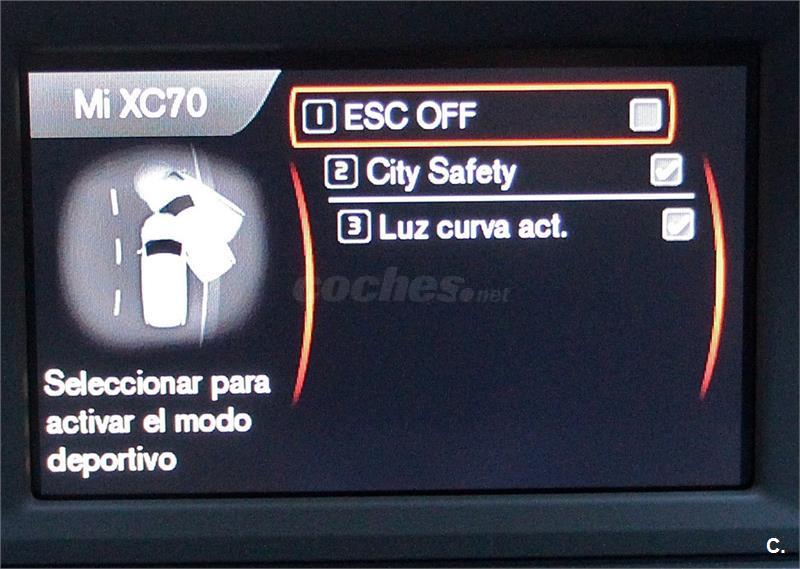 Mi XC70
1 ESC OFF
2 City Safety
3 Luz curva act.
coches.net
Seleccionar para
activar el modo
deportivo
C.